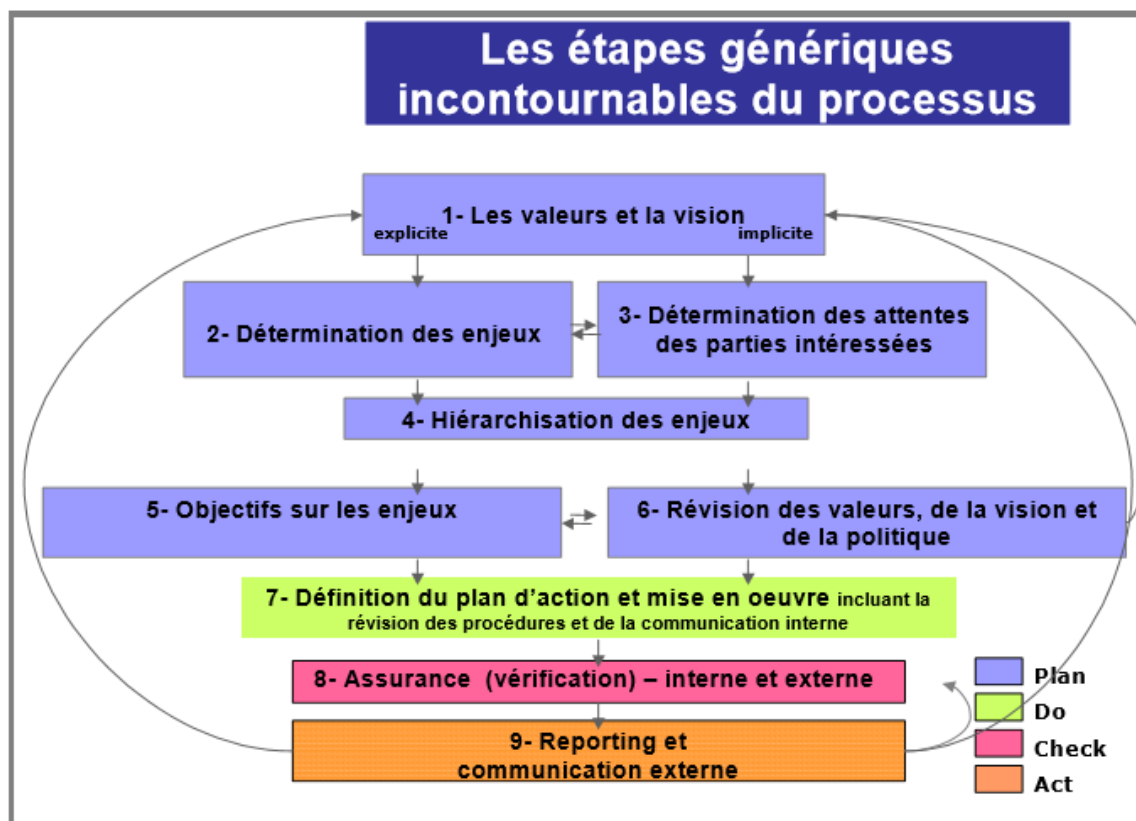 Les étapes génériques
incontournables du processus
1- Les valeurs et la vision
explicite
implicite
2- Détermination des enjeux
3- Détermination des attentes
des parties intéressées
4- Hiérarchisation des enjeux
5- Objectifs sur les enjeux
6- Révision des valeurs, de la vision et
de la politique
7- Définition du plan d'action et mise en oeuvre incluant la
révision des procédures et de la communication interne
8- Assurance (vérification) – interne et externe
9- Reporting et
communication externe
Plan
Do
Check
Act